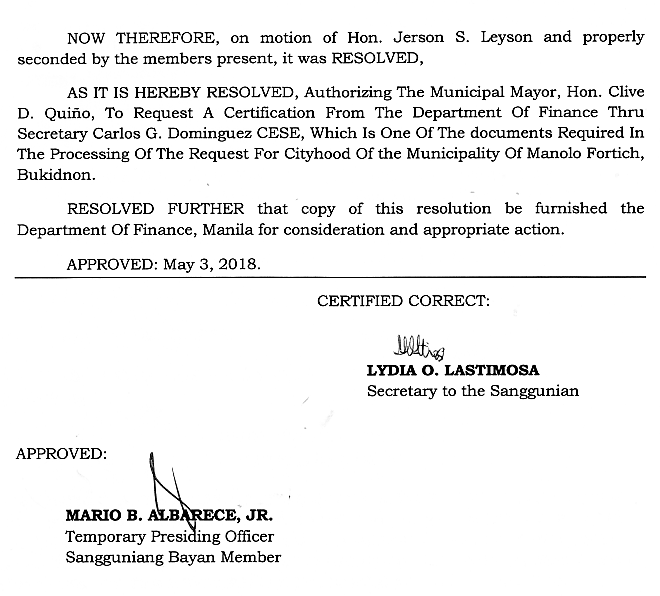 NOW THEREFORE, on motion of Hon. Jerson S. Leyson and properly
seconded by the members present, it was RESOLVED,
AS IT IS HEREBY RESOLVED, Authorizing The Municipal Mayor, Hon. Clive
D. Quiño, To Request A Certification From The Department Of Finance Thru
Secretary Carlos G. Dominguez CESE, Which Is One Of The documents Required In
The Processing Of The Request For Cityhood Of the Municipality Of Manolo Fortich,
Bukidnon.
RESOLVED FURTHER that copy of this resolution be furnished the
Department Of Finance, Manila for consideration and appropriate action.
APPROVED: May 3, 2018.
CERTIFIED CORRECT:
LYDIA O. LASTIMOSA
Secretary to the Sanggunian
APPROVED:
MARIO B. ALBARECE, JR.
Temporary Presiding Officer
Sangguniang Bayan Member